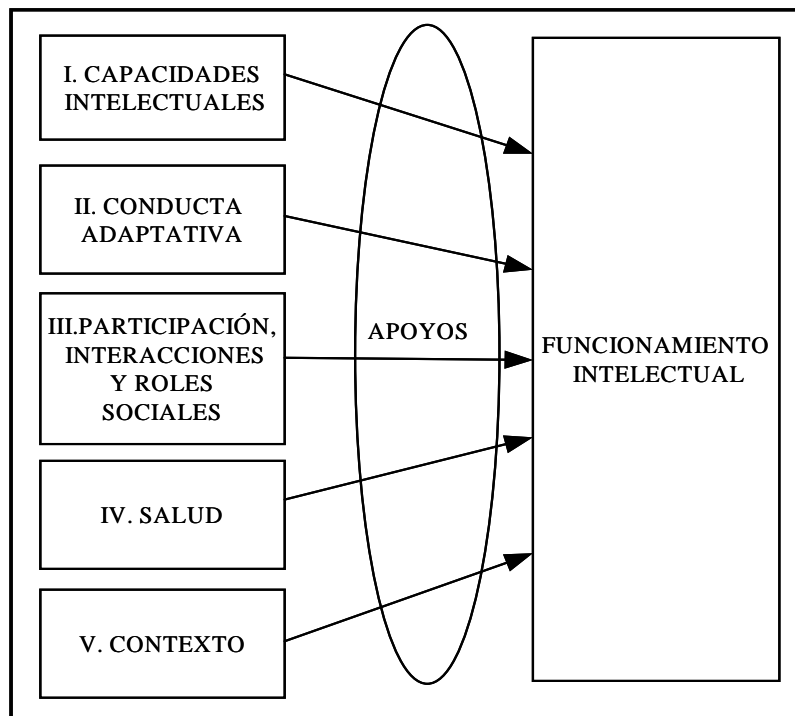 I. CAPACIDADES
INTELECTUALES
II. CONDUCTA
ADAPTATIVA
III.PARTICIPACIÓN,
INTERACCIONES
Y ROLES
SOCIALES
IV. SALUD
V. CONTEXTO
APOYOS
FUNCIONAMIENTO
INTELECTUAL